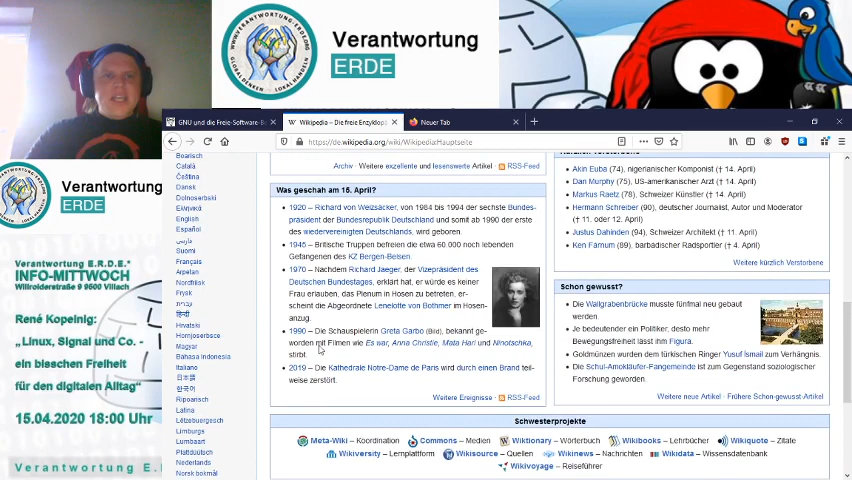 WWW.VERANTWORTUNG-ERDE.ORG
GLOBAL DENKEN LOKAL HANDELN
Verantwortung
ERDE
Verantwortung
ERDE
Verantwortung E.R.D.E.*
INFO-MITTWOCH
Willroiderstraße 9 9500 Villach
René Kopeinig:
„Linux, Signal und Co. -
ein bisschen Freiheit
für den digitalen Alltag"
15.04.2020 18:00 Uhr
Verantwortung E.
GNU und die Freie-Software-B
Wikipedia – Die freie Enzyklop
Neuer Tab
https://de.wikipedia.org/wiki/Wikipedia:Hauptseite
Boarisch
Català
Čeština
Dansk
Dolnoserbski
Ελληνικά
English
Español
فارسی
Suomi
Français
Arpetan
Nordfriisk
Frysk
עברית
हिन्दी
Hrvatski
Hornjoserbsce
Magyar
Bahasa Indonesia
Italiano
日本語
한국어
Ripoarisch
Latina
Lëtzebuergesch
Limburgs
Lumbaart
Plattdüütsch
Nederlands
Norsk bokmål
Archiv · Weitere exzellente und lesenswerte Artikel · RSS-Feed
Was geschah am 15. April?
1920 – Richard von Weizsäcker, von 1984 bis 1994 der sechste Bundes-
präsident der Bundesrepublik Deutschland und somit ab 1990 der erste
des wiedervereinigten Deutschlands, wird geboren.
1945 – Britische Truppen befreien die etwa 60.000 noch lebenden
Gefangenen des KZ Bergen-Belsen.
1970 – Nachdem Richard Jaeger, der Vizepräsident des
Deutschen Bundestages, erklärt hat, er würde es keiner
Frau erlauben, das Plenum in Hosen zu betreten, er-
scheint die Abgeordnete Lenelotte von Bothmer im Hosen-
anzug.
1990 – Die Schauspielerin Greta Garbo (Bild), bekannt ge-
worden mit Filmen wie Es war, Anna Christie, Mata Hari und Ninotschka,
stirbt.
2019 – Die Kathedrale Notre-Dame de Paris wird durch einen Brand teil-
weise zerstört.
Weitere Ereignisse · RSS-Feed
Akin Euba (74), nigerianischer Komponist († 14. April)
Dan Murphy (75), US-amerikanischer Arzt († 14. April)
Markus Raetz (78), Schweizer Künstler († 14. April)
Hermann Schreiber (90), deutscher Journalist, Autor und Moderator
(† 11. oder 12. April)
Justus Dahinden (94), Schweizer Architekt († 11. April)
Ken Farnum (89), barbadischer Radsportler († 4. April)
Weitere kürzlich Verstorbene
Schon gewusst?
Die Wallgrabenbrücke musste fünfmal neu gebaut
werden.
Je bedeutender ein Politiker, desto mehr
Bewegungsfreiheit lässt ihm Figura.
Goldmünzen wurden dem türkischen Ringer Yusuf İsmail zum Verhängnis.
Die Schul-Amokläufer-Fangemeinde ist zum Gegenstand soziologischer
Forschung geworden.
Weitere neue Artikel · Frühere Schon-gewusst-Artikel
Schwesterprojekte
Meta-Wiki – Koordination Commons – Medien Wiktionary – Wörterbuch Wikibooks – Lehrbücher Wikiquote – Zitate
Wikiversity – Lernplattform Wikisource – Quellen Wikinews – Nachrichten Wikidata – Wissensdatenbank
Wikivoyage – Reiseführer